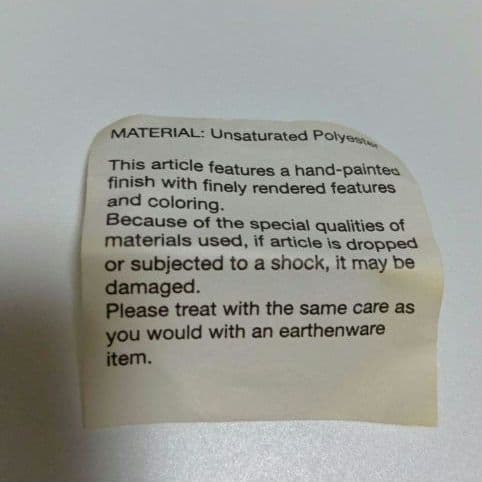 MATERIAL: Unsaturated Polyester
This article features a hand-painted
finish with finely rendered features
and coloring.
Because of the special qualities of
materials used, if article is dropped
or subjected to a shock, it may be
damaged.
Please treat with the same care as
you would with an earthenware
item.